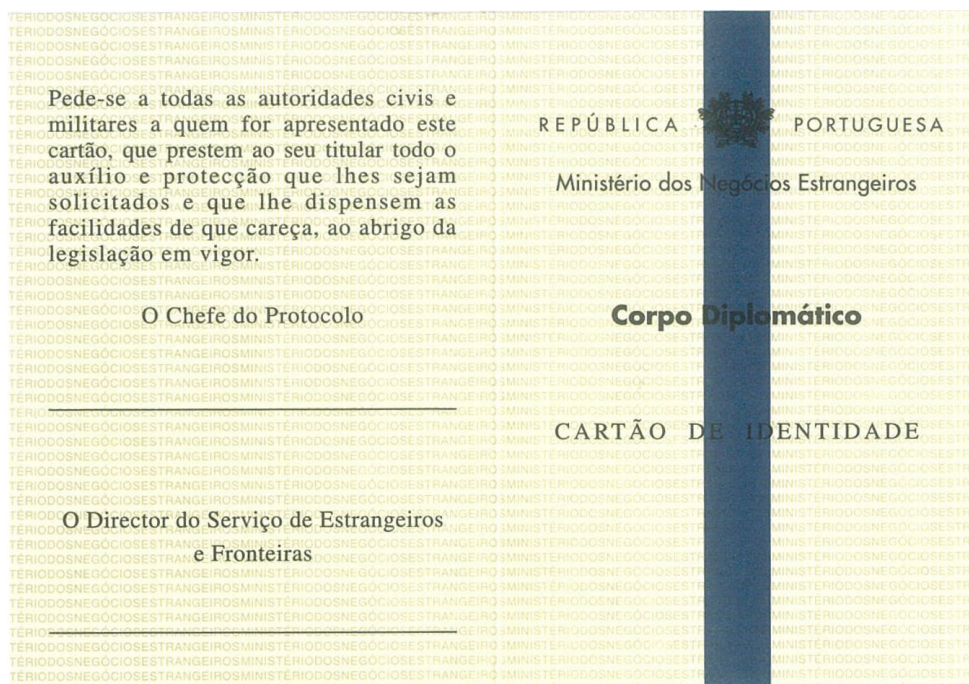 Pede-se a todas as autoridades civis e
militares a quem for apresentado este
cartão, que prestem ao seu titular todo o
auxílio e protecção que lhes sejam
solicitados e que lhe dispensem as
facilidades de que careça, ao abrigo da
legislação em vigor.
O Chefe do Protocolo
O Director do Serviço de Estrangeiros
e Fronteiras
REPÚBLICA PORTUGUESA
Ministério dos Negócios Estrangeiros
Corpo Diplomático
CARTÃO DE IDENTIDADE